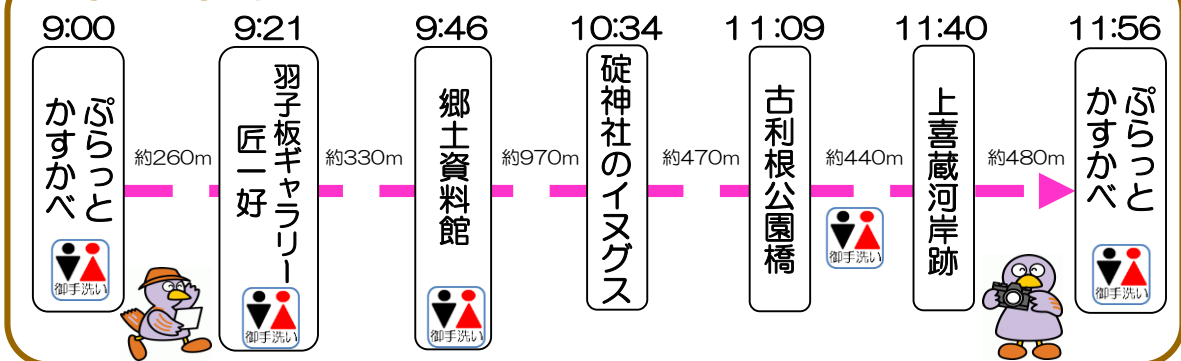 9:00
9:21
9:46
10:34
11:09
11:40
11:56
ぷらっと
かすかべ
御手洗い
約260m
羽子板ギャラリー
匠一好
御手洗い
約330m
郷土資料館
御手洗い
約970m
碇神社のイヌグス
約470m
古利根公園橋
約440m
御手洗い
上喜蔵河岸跡
約480m
ぷらっと
かすかべ
御手洗い